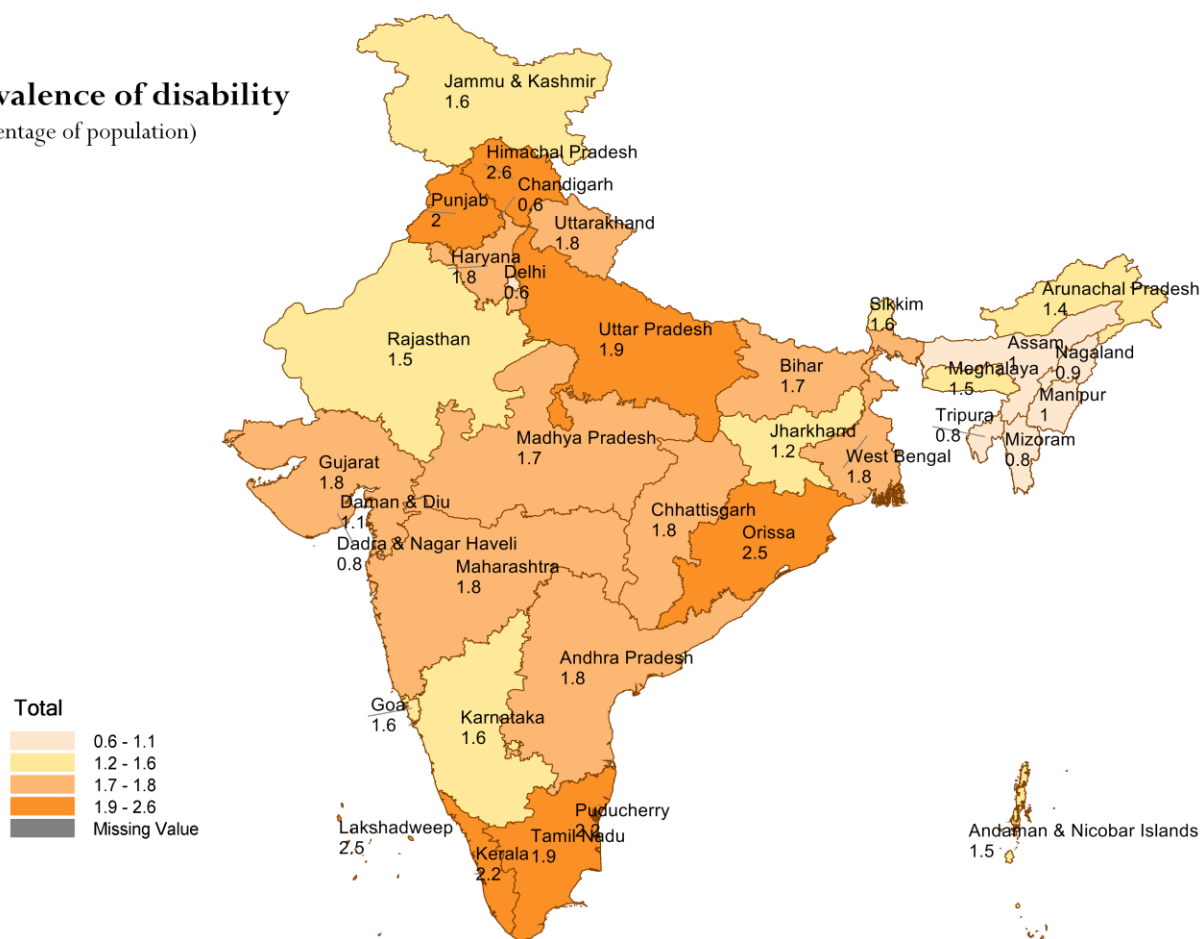 valence of disability
entage of population)
Jammu & Kashmir
1.6
Himachal Pradesh
2.6
Chandigarh
0.6
Punjab
2
Uttarakhand
1.8
Haryana
1.8
Delhi
0.6
Rajasthan
1.5
Uttar Pradesh
1.9
Bihar
1.7
Sikkim
1.6
Arunachal Pradesh
1.4
Assam
1
Nagaland
0.9
Meghalaya
1.5
Manipur
1
Tripura
0.8
Mizoram
0.8
Madhya Pradesh
1.7
Jharkhand
1.2
West Bengal
1.8
Gujarat
1.8
Daman & Diu
1.1
Dadra & Nagar Haveli
0.8
Chhattisgarh
1.8
Orissa
2.5
Maharashtra
1.8
Andhra Pradesh
1.8
Goa
1.6
Karnataka
1.6
Puducherry
Tamil Nadu
1.9
Kerala
2.2
Lakshadweep
2.5
Andaman & Nicobar Islands
1.5
Total
0.6 - 1.1
1.2 - 1.6
1.7 - 1.8
1.9 - 2.6
Missing Value